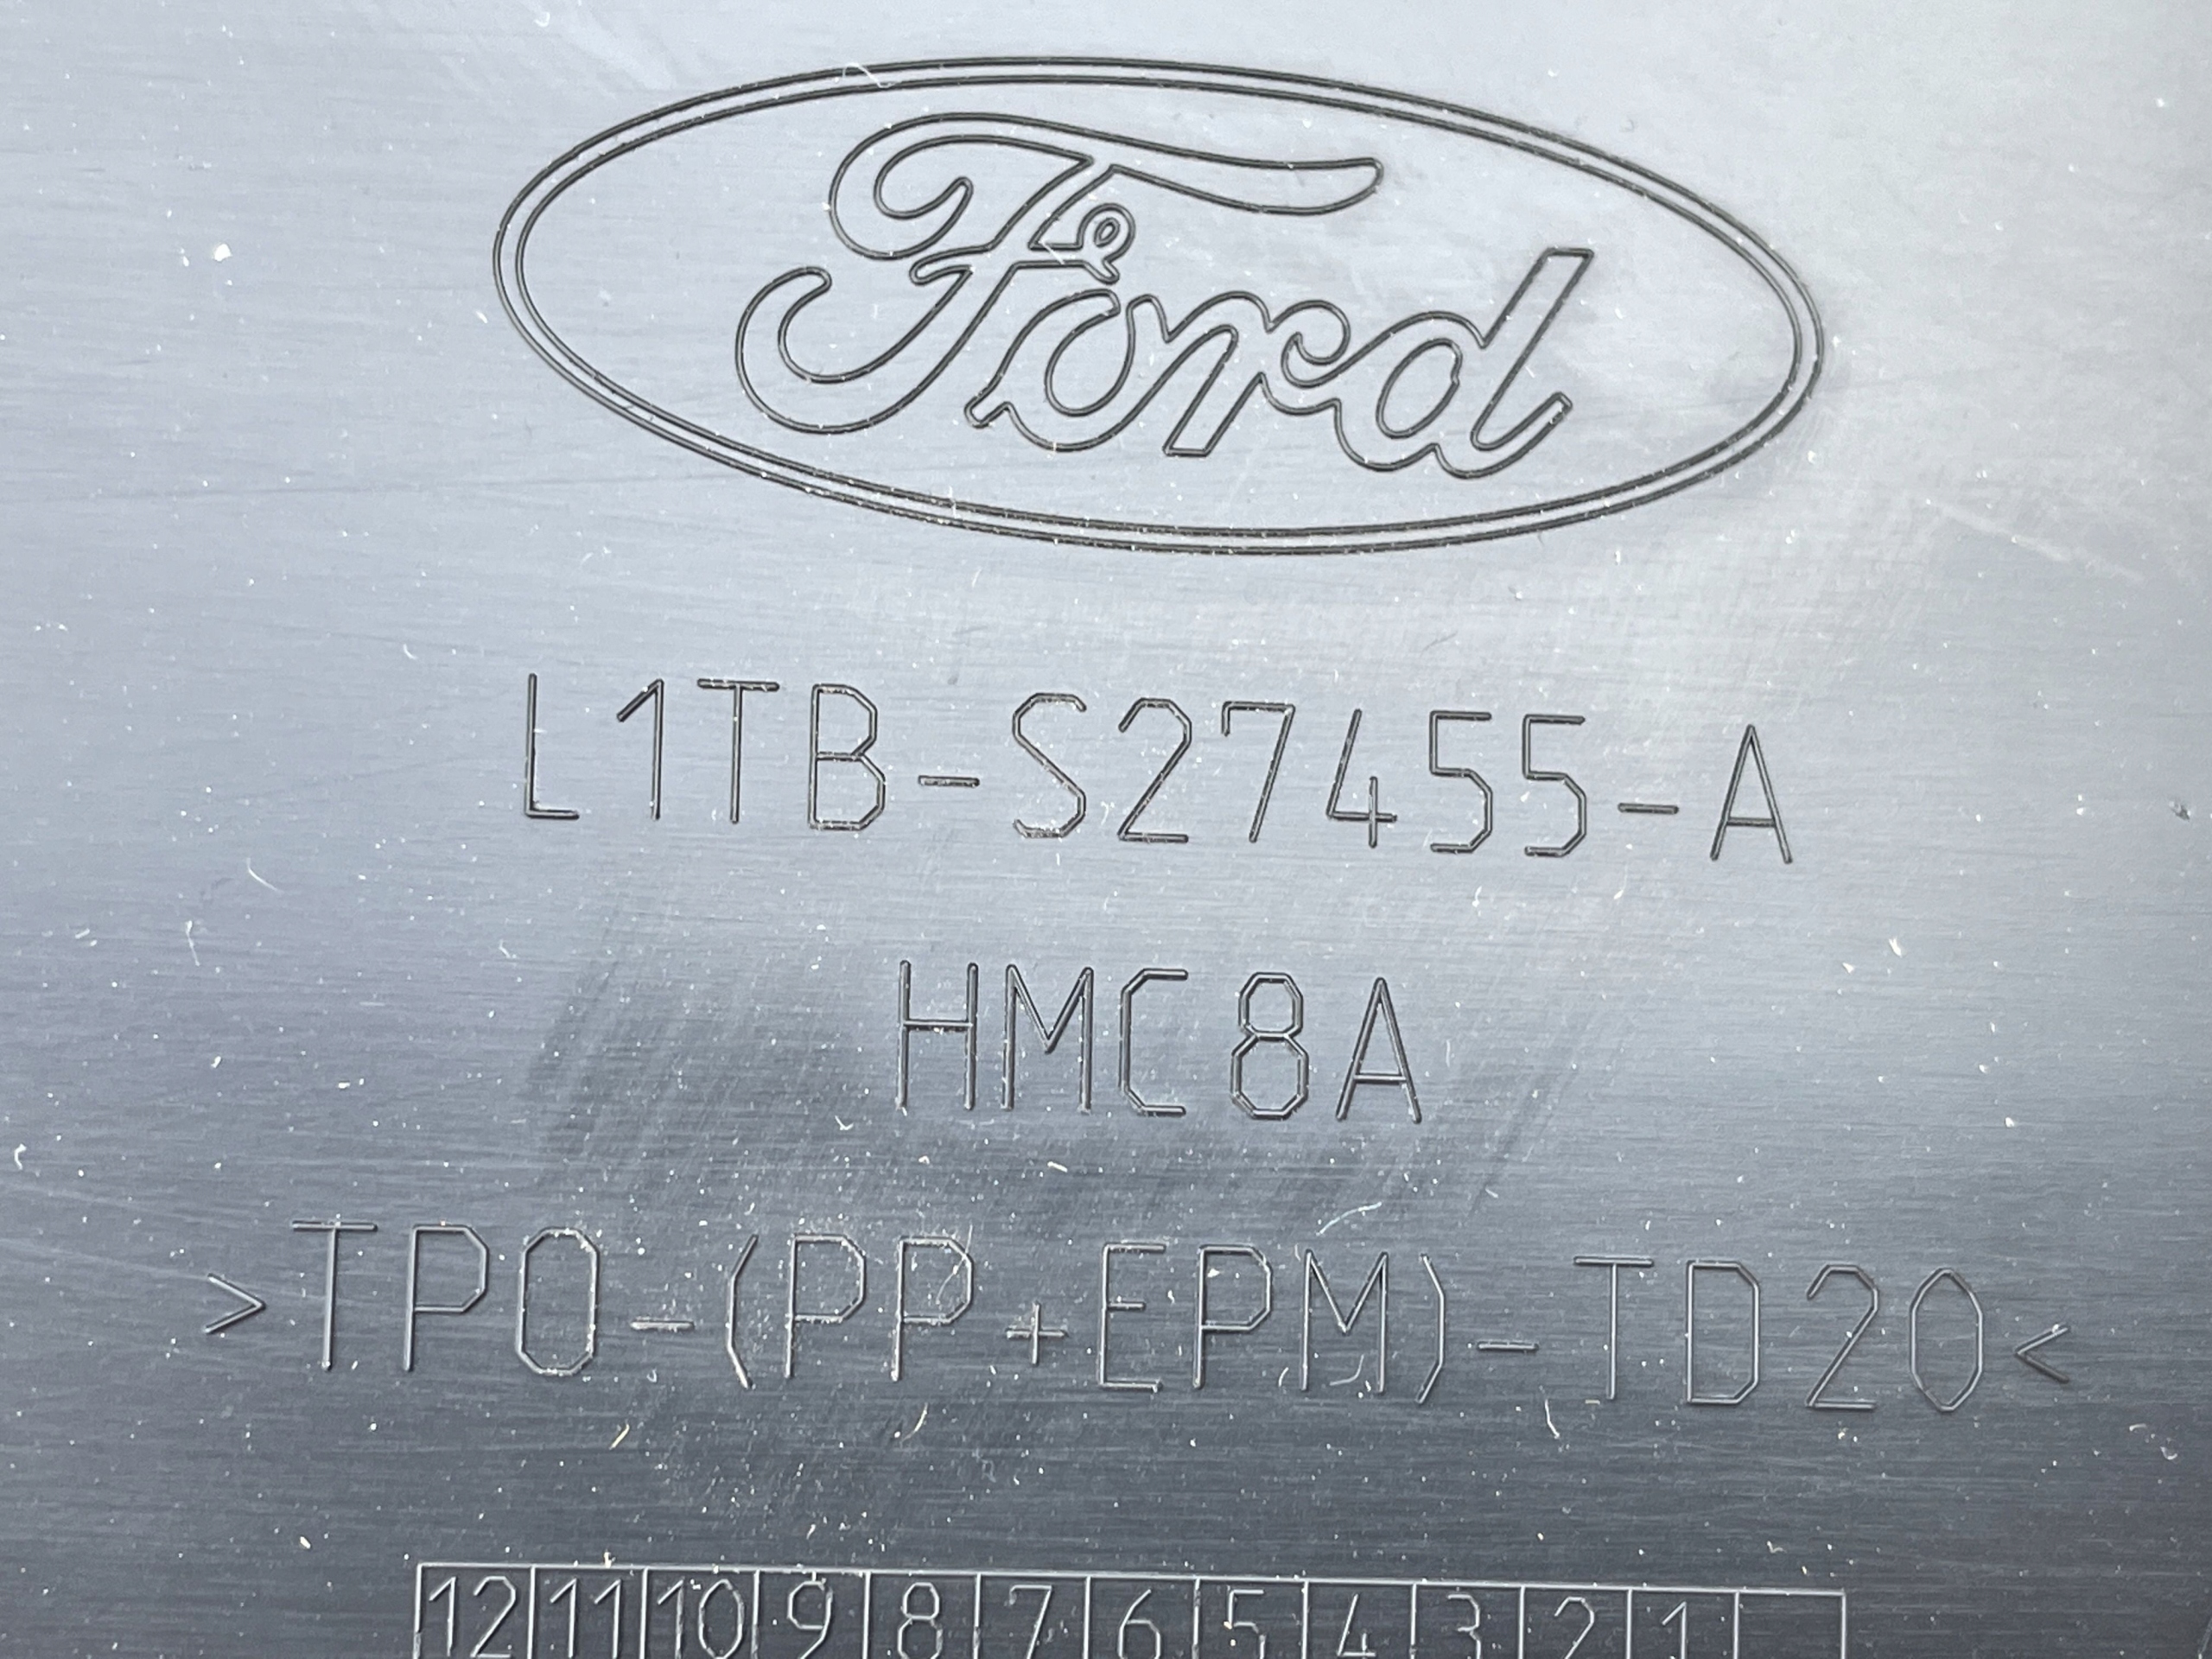 Ford
L1TB-S27455-A
HMC8A
>TPO-(PP+EPM)-TD20<
12 11 10 9 8 7 6 5 4 3 2 1